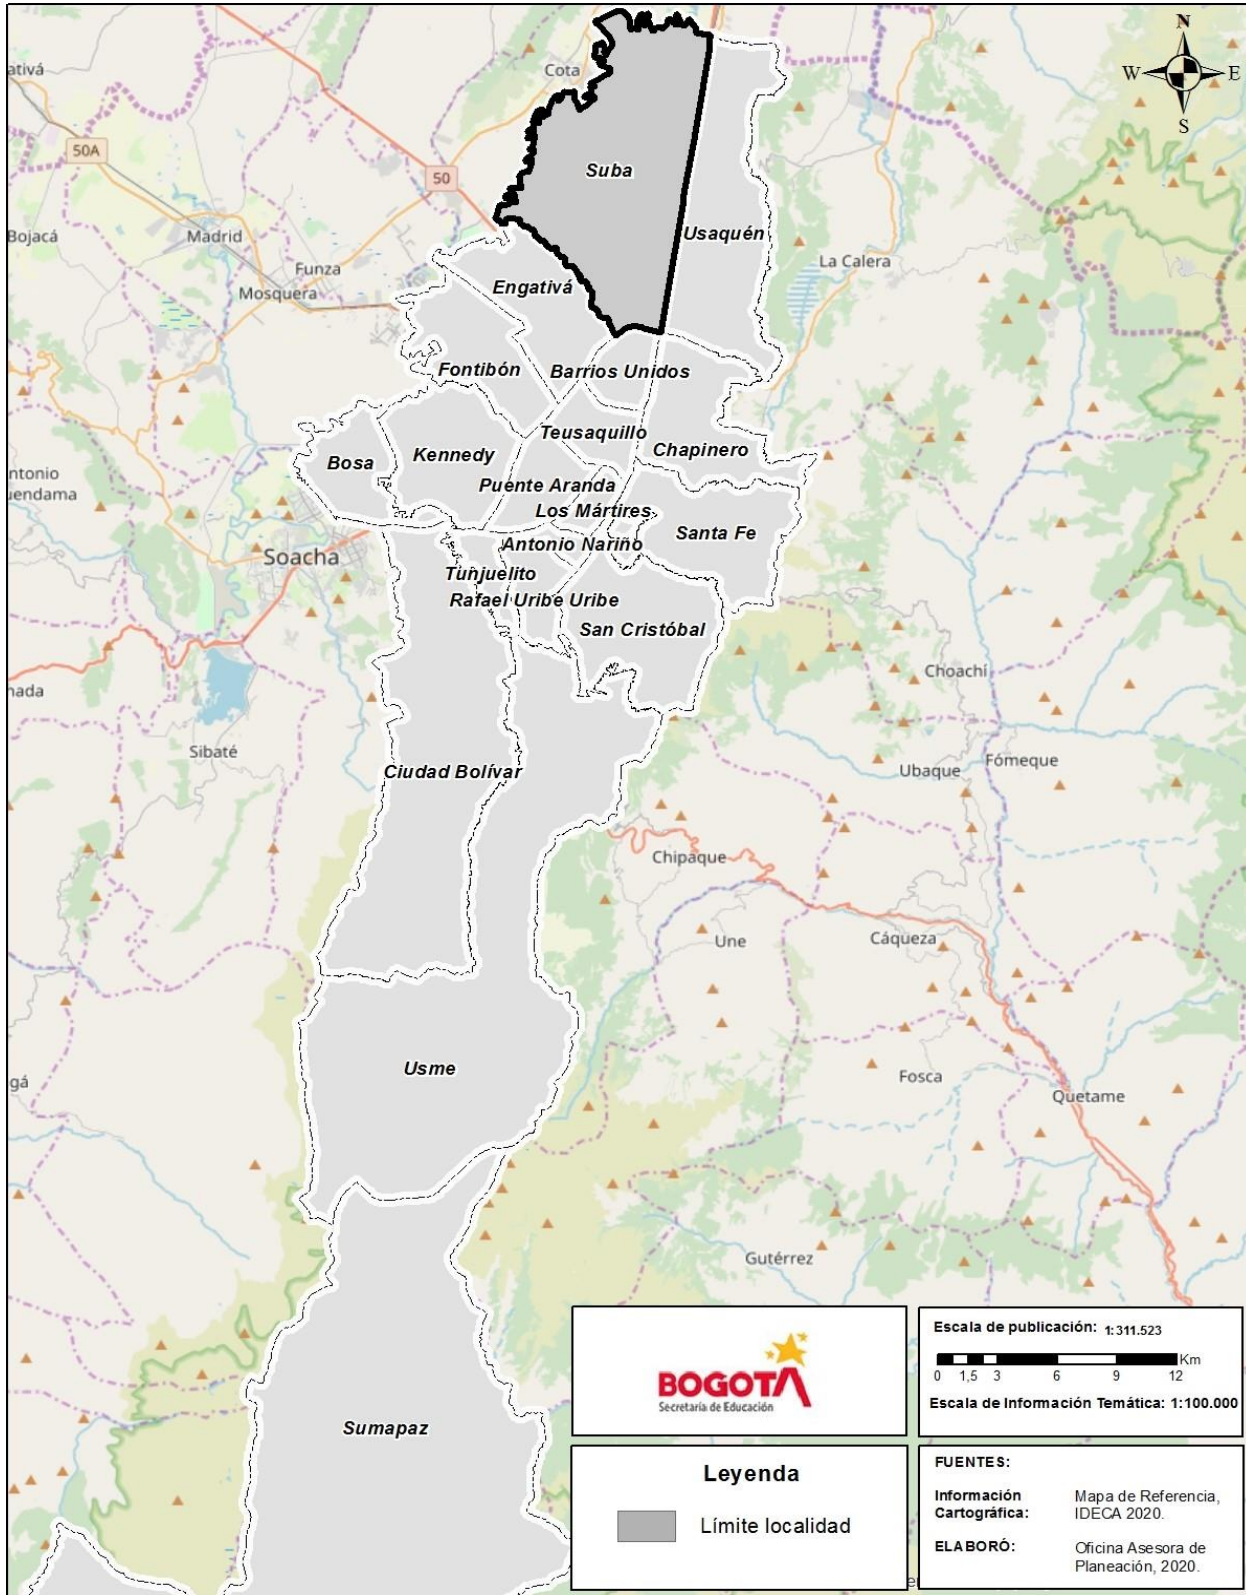 N
W E
S
ativá
Cota
50A
50
Suba
Bojacá
Madrid
Usaquén
La Calera
Funza
Mosquera
Engativá
Fontibón
Barrios Unidos
Teusaquillo
Chapinero
Bosa
Kennedy
ntonio
uendama
Puente Aranda
Los Mártires
Santa Fe
Soacha
Antonio Nariño
Tunjuelito
Rafael Uribe Uribe
San Cristóbal
Choachí
nada
Sibaté
Ciudad Bolívar
Ubaque
Fómeque
Chipaque
Une
Cáqueza
Usme
gá
Fosca
Quetame
Gutérrez
Sumapaz
BOGOTA
Secretaría de Educación
Escala de publicación: 1:311.523
Km
0 1,5 3 6 9 12
Escala de Información Temática: 1:100.000
Leyenda
Límite localidad
FUENTES:
Información Mapa de Referencia,
Cartográfica: IDECA 2020.
ELABORÓ: Oficina Asesora de
Planeación, 2020.